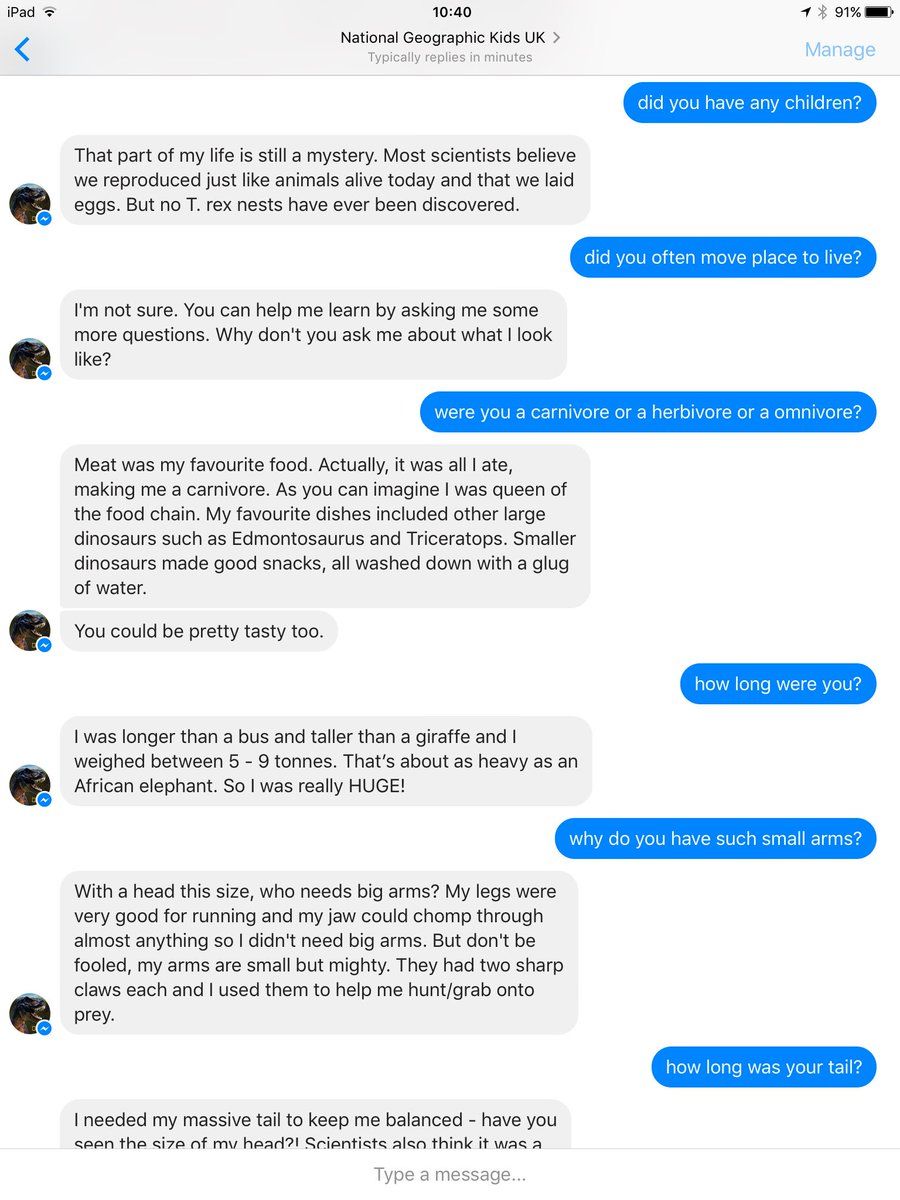 iPad 10:40 91%
National Geographic Kids UK
Typically replies in minutes
Manage
did you have any children?
That part of my life is still a mystery. Most scientists believe
we reproduced just like animals alive today and that we laid
eggs. But no T. rex nests have ever been discovered.
did you often move place to live?
I'm not sure. You can help me learn by asking me some
more questions. Why don't you ask me about what I look
like?
were you a carnivore or a herbivore or a omnivore?
Meat was my favourite food. Actually, it was all I ate,
making me a carnivore. As you can imagine I was queen of
the food chain. My favourite dishes included other large
dinosaurs such as Edmontosaurus and Triceratops. Smaller
dinosaurs made good snacks, all washed down with a glug
of water.
You could be pretty tasty too.
how long were you?
I was longer than a bus and taller than a giraffe and I
weighed between 5 - 9 tonnes. That’s about as heavy as an
African elephant. So I was really HUGE!
why do you have such small arms?
With a head this size, who needs big arms? My legs were
very good for running and my jaw could chomp through
almost anything so I didn't need big arms. But don't be
fooled, my arms are small but mighty. They had two sharp
claws each and I used them to help me hunt/grab onto
prey.
how long was your tail?
I needed my massive tail to keep me balanced - have you
seen the size of my head?! Scientists also think it was a
Type a message...